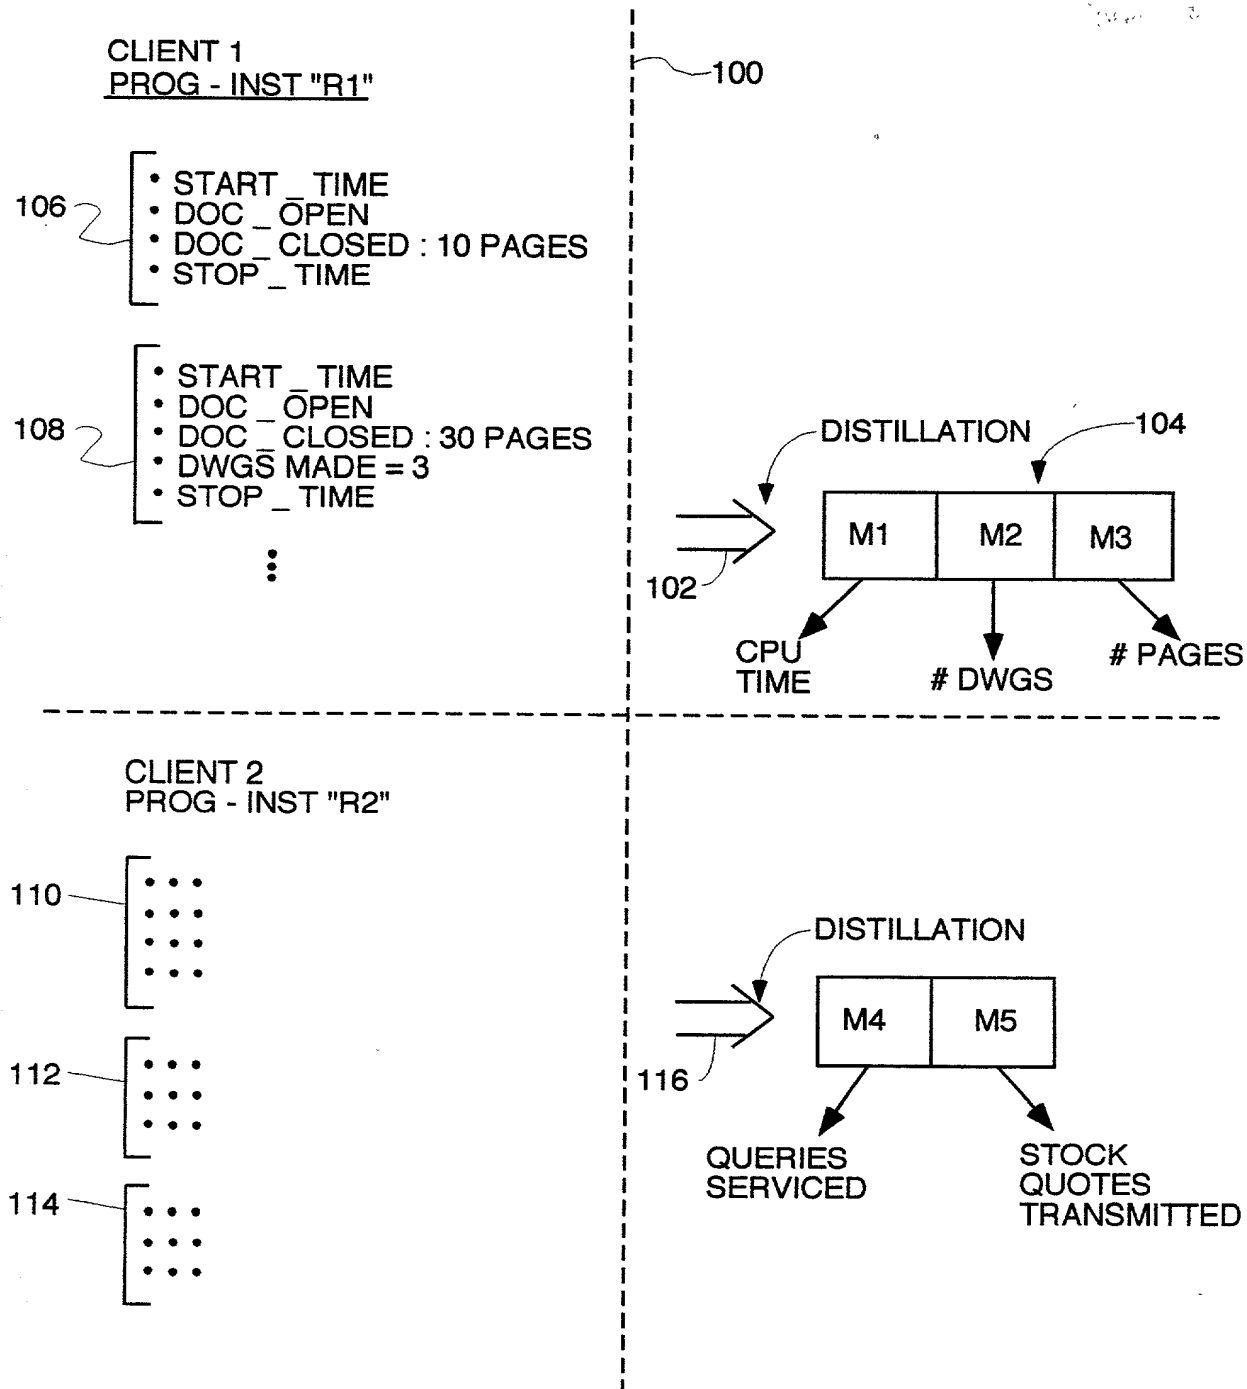 CLIENT 1
PROG - INST "R1"
100
106
• START _ TIME
• DOC _ OPEN
• DOC _ CLOSED : 10 PAGES
• STOP _ TIME
108
• START _ TIME
• DOC _ OPEN
• DOC _ CLOSED : 30 PAGES
• DWGS MADE = 3
• STOP _ TIME
DISTILLATION
104
102
M1 M2 M3
CPU
TIME
# DWGS
# PAGES
CLIENT 2
PROG - INST "R2"
110
112
114
DISTILLATION
116
M4 M5
QUERIES
SERVICED
STOCK
QUOTES
TRANSMITTED